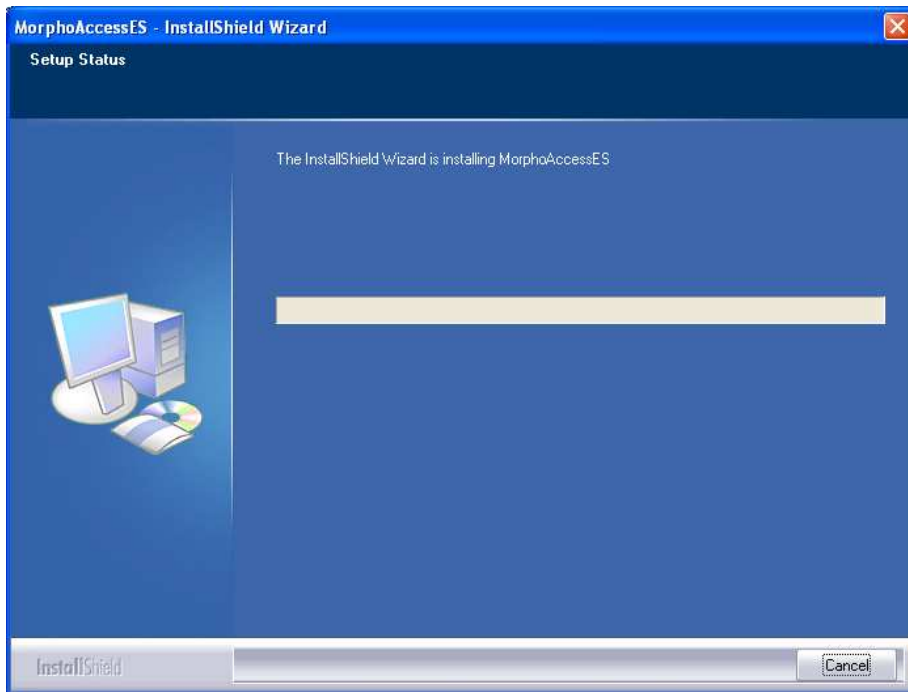 MorphoAccessES - InstallShield Wizard
Setup Status
The InstallShield Wizard is installing MorphoAccessES
InstallShield
Cancel